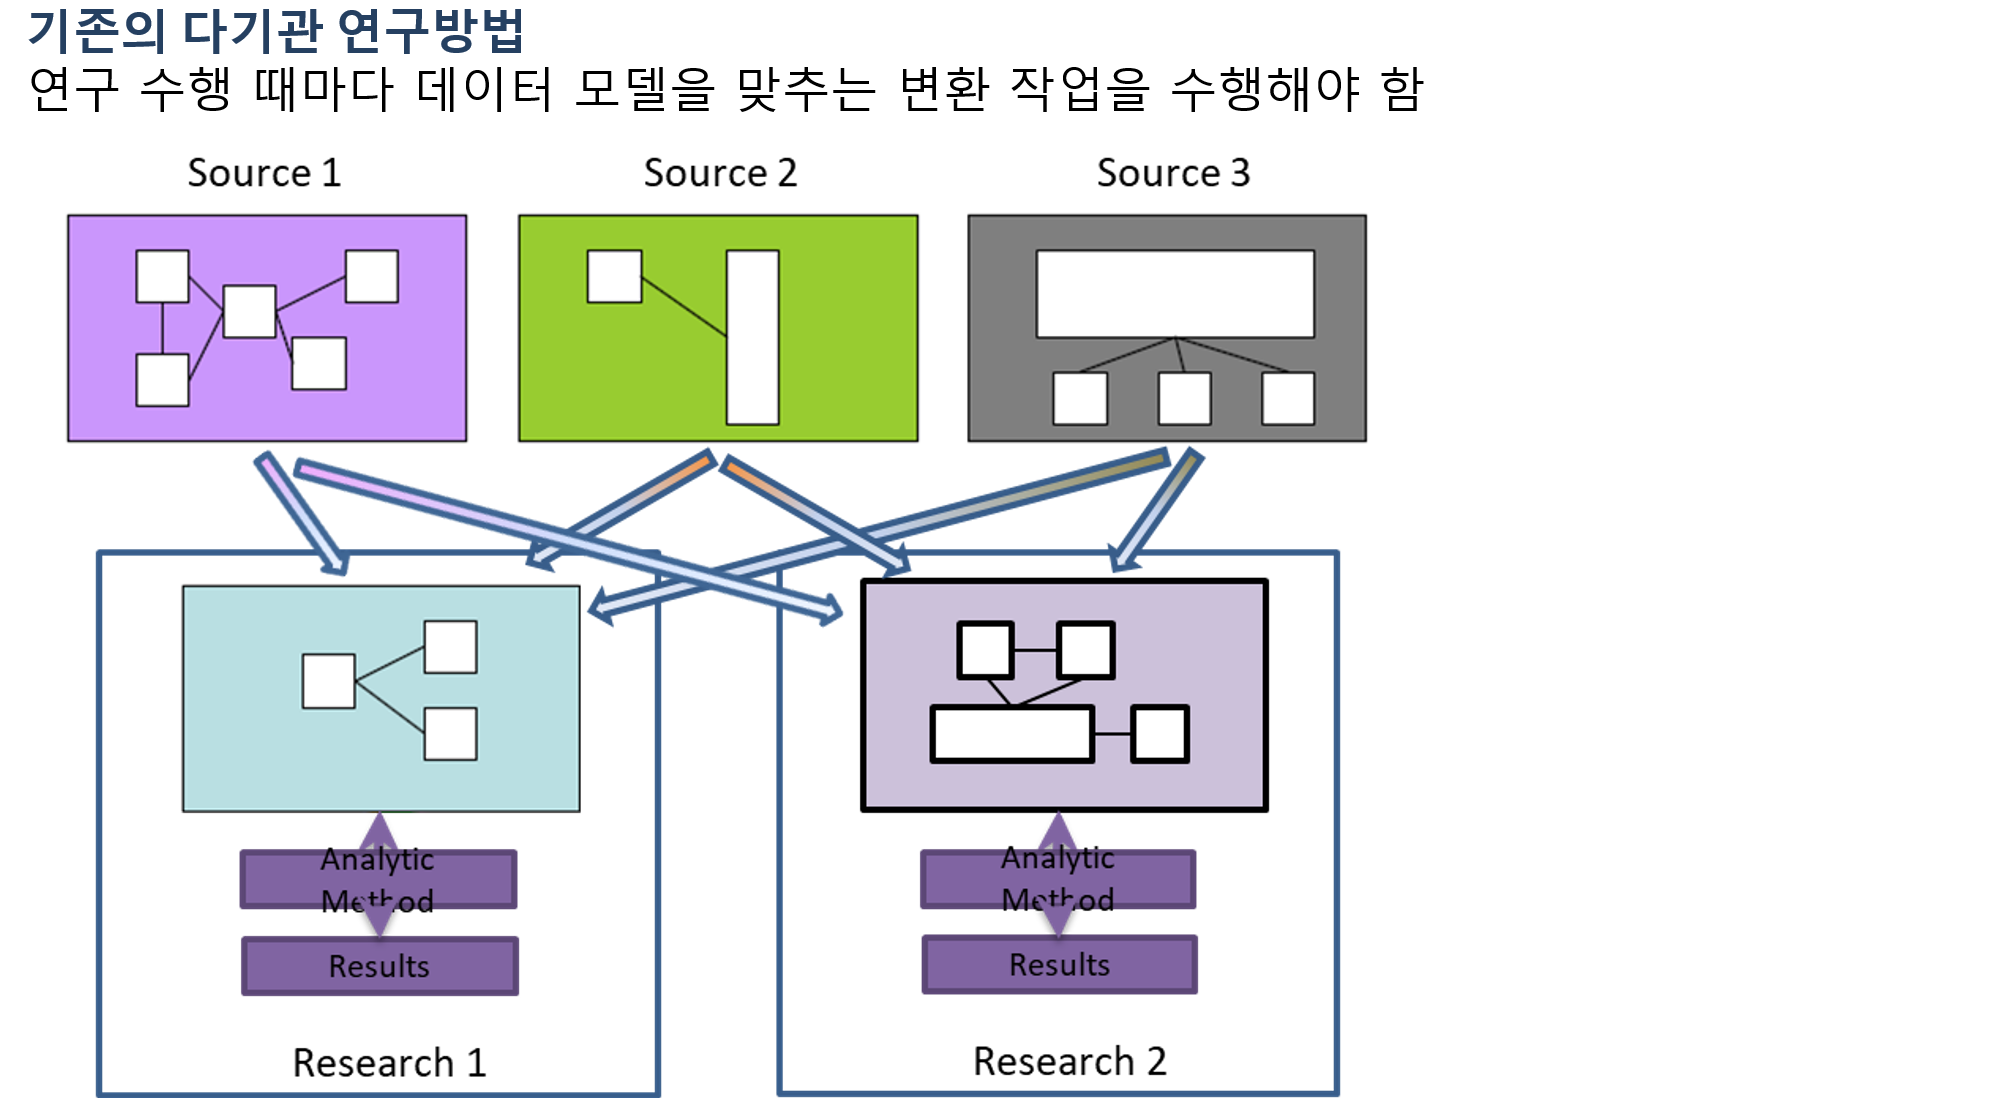 기존의 다기관 연구방법
연구 수행 때마다 데이터 모델을 맞추는 변환 작업을 수행해야 함
Source 1
Source 2
Source 3
Analytic
Method
Results
Research 1
Analytic
Method
Results
Research 2